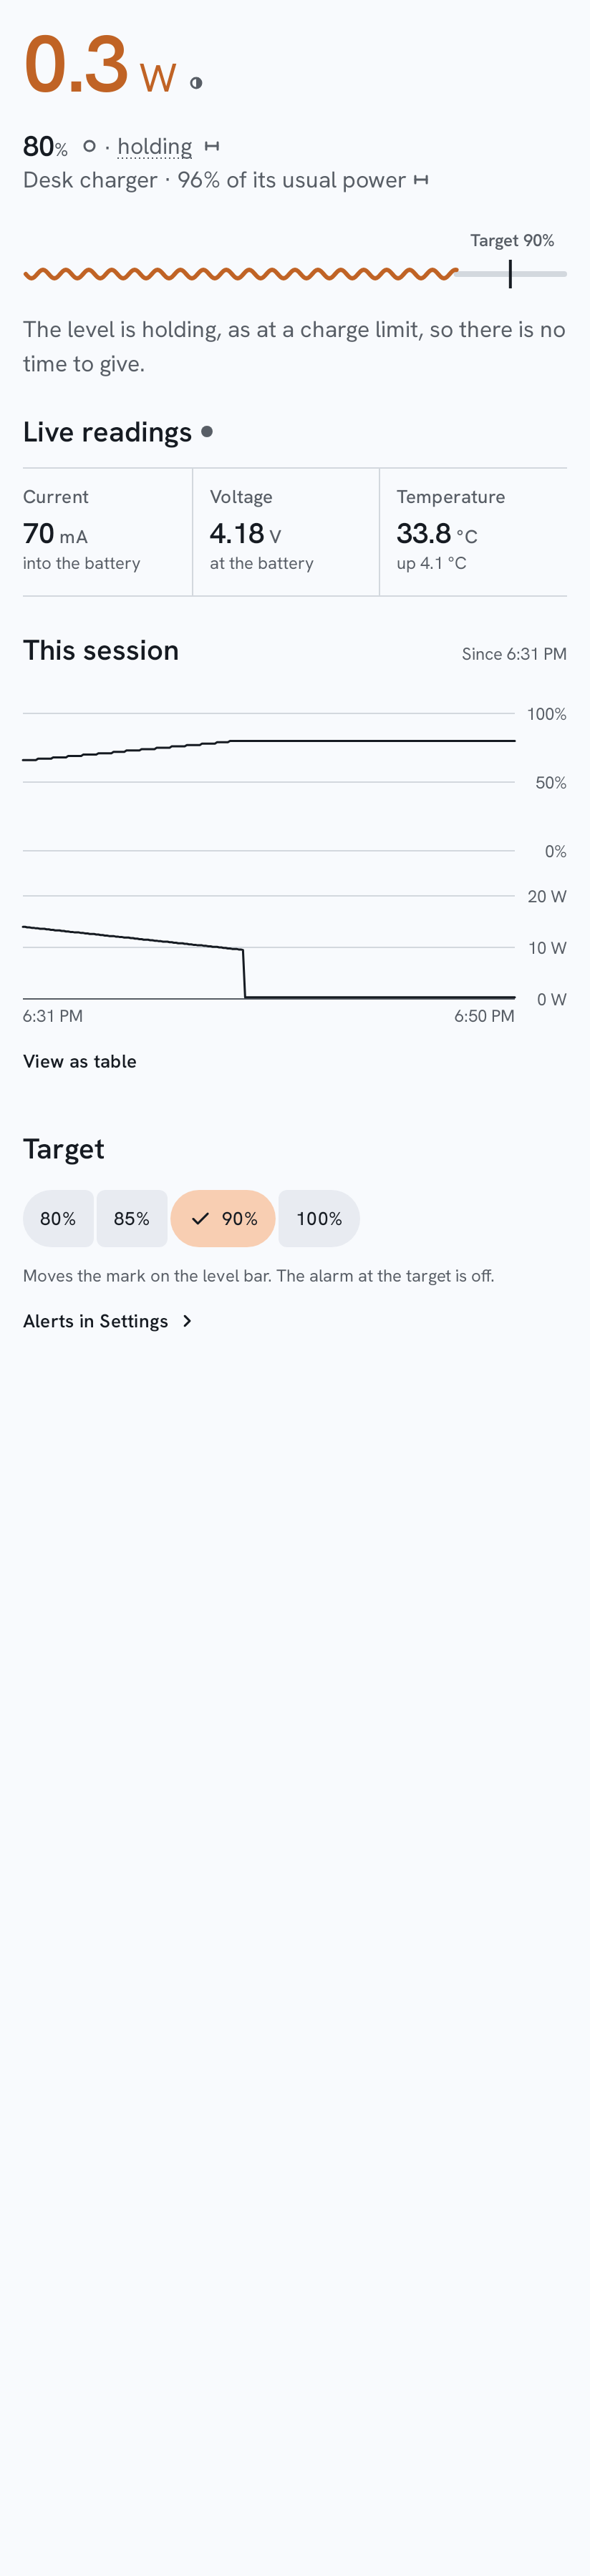 0.3 W
80% · holding
Desk charger · 96% of its usual power
Target 90%
The level is holding, as at a charge limit, so there is no
time to give.
Live readings
Current
70 mA
into the battery
Voltage
4.18 V
at the battery
Temperature
33.8 °C
up 4.1 °C
This session
Since 6:31 PM
100%
50%
0%
20 W
10 W
0 W
6:31 PM
6:50 PM
View as table
Target
80%
85%
90%
100%
Moves the mark on the level bar. The alarm at the target is off.
Alerts in Settings